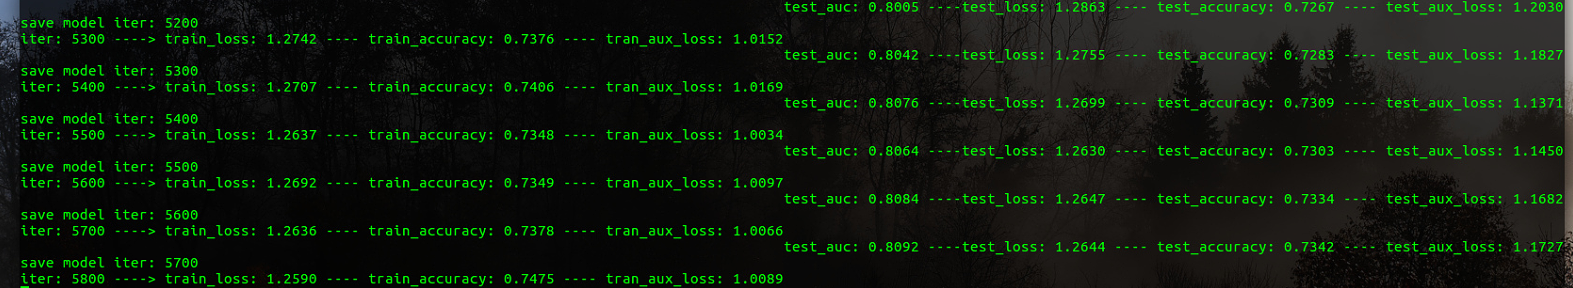 test_auc: 0.8005 ----test_loss: 1.2863 ---- test_accuracy: 0.7267 ---- test_aux_loss: 1.2030
save model iter: 5200
iter: 5300 ----> train_loss: 1.2742 ---- train_accuracy: 0.7376 ---- tran_aux_loss: 1.0152
test_auc: 0.8042 ----test_loss: 1.2755 ---- test_accuracy: 0.7283 ---- test_aux_loss: 1.1827
save model iter: 5300
iter: 5400 ----> train_loss: 1.2707 ---- train_accuracy: 0.7406 ---- tran_aux_loss: 1.0169
test_auc: 0.8076 ----test_loss: 1.2699 ---- test_accuracy: 0.7309 ---- test_aux_loss: 1.1371
save model iter: 5400
iter: 5500 ----> train_loss: 1.2637 ---- train_accuracy: 0.7348 ---- tran_aux_loss: 1.0034
test_auc: 0.8064 ----test_loss: 1.2630 ---- test_accuracy: 0.7303 ---- test_aux_loss: 1.1450
save model iter: 5500
iter: 5600 ----> train_loss: 1.2692 ---- train_accuracy: 0.7349 ---- tran_aux_loss: 1.0097
test_auc: 0.8084 ----test_loss: 1.2647 ---- test_accuracy: 0.7334 ---- test_aux_loss: 1.1682
save model iter: 5600
iter: 5700 ----> train_loss: 1.2636 ---- train_accuracy: 0.7378 ---- tran_aux_loss: 1.0066
test_auc: 0.8092 ----test_loss: 1.2644 ---- test_accuracy: 0.7342 ---- test_aux_loss: 1.1727
save model iter: 5700
iter: 5800 ----> train_loss: 1.2590 ---- train_accuracy: 0.7475 ---- tran_aux_loss: 1.0089